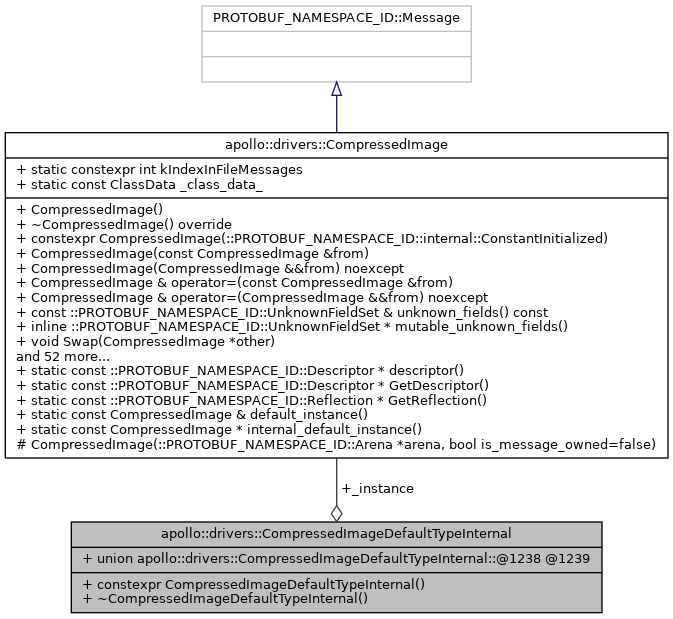 PROTOBUF_NAMESPACE_ID::Message
apollo::drivers::CompressedImage
+ static constexpr int kIndexInFileMessages
+ static const ClassData _class_data_
+ CompressedImage()
+ ~CompressedImage() override
+ constexpr CompressedImage(::PROTOBUF_NAMESPACE_ID::internal::ConstantInitialized)
+ CompressedImage(const CompressedImage &from)
+ CompressedImage(CompressedImage &&from) noexcept
+ CompressedImage & operator=(const CompressedImage &from)
+ CompressedImage & operator=(CompressedImage &&from) noexcept
+ const ::PROTOBUF_NAMESPACE_ID::UnknownFieldSet & unknown_fields() const
+ inline ::PROTOBUF_NAMESPACE_ID::UnknownFieldSet * mutable_unknown_fields()
+ void Swap(CompressedImage *other)
and 52 more...
+ static const ::PROTOBUF_NAMESPACE_ID::Descriptor * descriptor()
+ static const ::PROTOBUF_NAMESPACE_ID::Descriptor * GetDescriptor()
+ static const ::PROTOBUF_NAMESPACE_ID::Reflection * GetReflection()
+ static const CompressedImage & default_instance()
+ static const CompressedImage * internal_default_instance()
# CompressedImage(::PROTOBUF_NAMESPACE_ID::Arena *arena, bool is_message_owned=false)
+_instance
apollo::drivers::CompressedImageDefaultTypeInternal
+ union apollo::drivers::CompressedImageDefaultTypeInternal::@1238 @1239
+ constexpr CompressedImageDefaultTypeInternal()
+ ~CompressedImageDefaultTypeInternal()